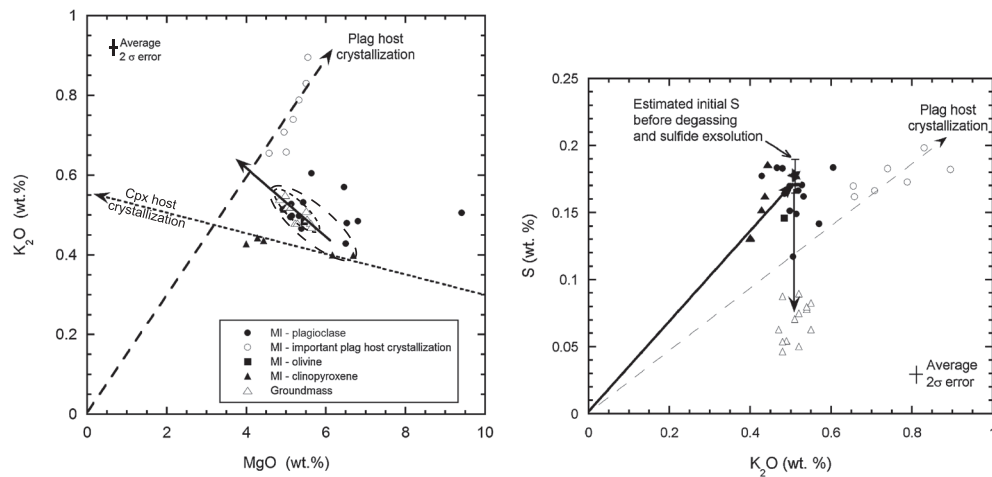 1
0.8
0.6
0.4
0.2
0
0
2
4
6
8
10
K2O (wt.%)
MgO (wt.%)
Average
2 σ error
Plag host
crystallization
Cpx host
crystallization
MI - plagioclase
MI - important plag host crystallization
MI - olivine
MI - clinopyroxene
Groundmass
0.25
0.2
0.15
0.1
0.05
0
0
0.2
0.4
0.6
0.8
1
S (wt. %)
K2O (wt. %)
Estimated initial S
before degassing
and sulfide exsolution
Plag host
crystallization
Average
2σ error